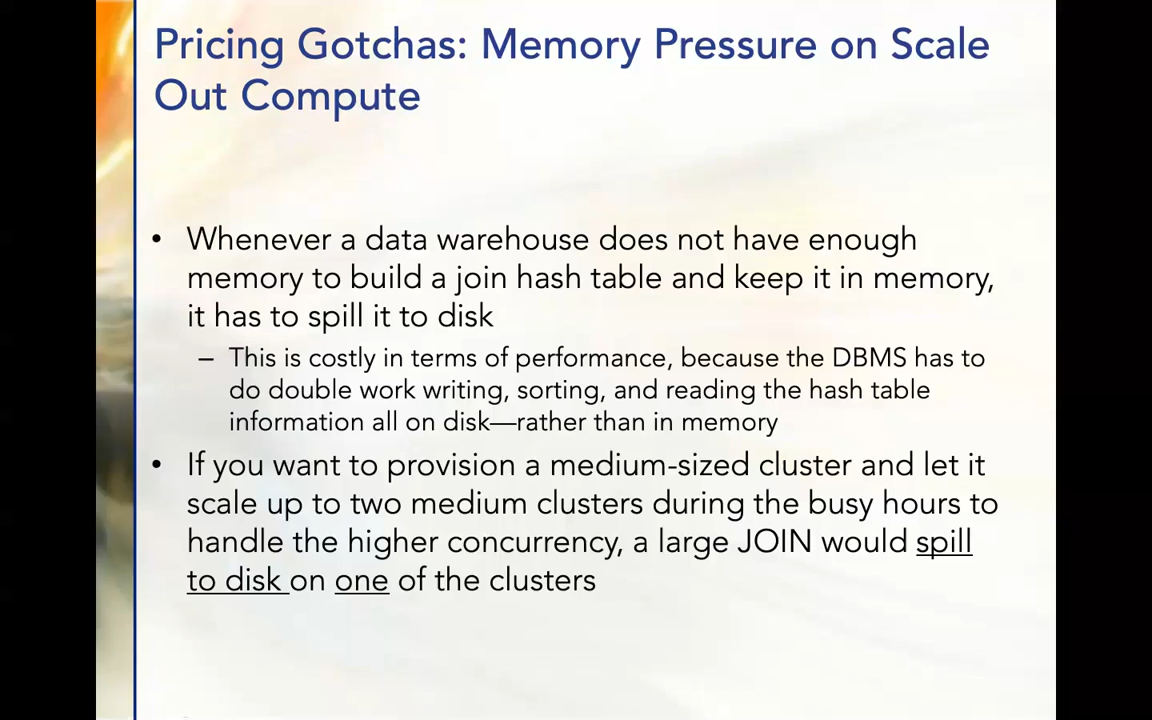 Pricing Gotchas: Memory Pressure on Scale
Out Compute
• Whenever a data warehouse does not have enough
memory to build a join hash table and keep it in memory,
it has to spill it to disk
– This is costly in terms of performance, because the DBMS has to
do double work writing, sorting, and reading the hash table
information all on disk—rather than in memory
• If you want to provision a medium-sized cluster and let it
scale up to two medium clusters during the busy hours to
handle the higher concurrency, a large JOIN would spill
to disk on one of the clusters